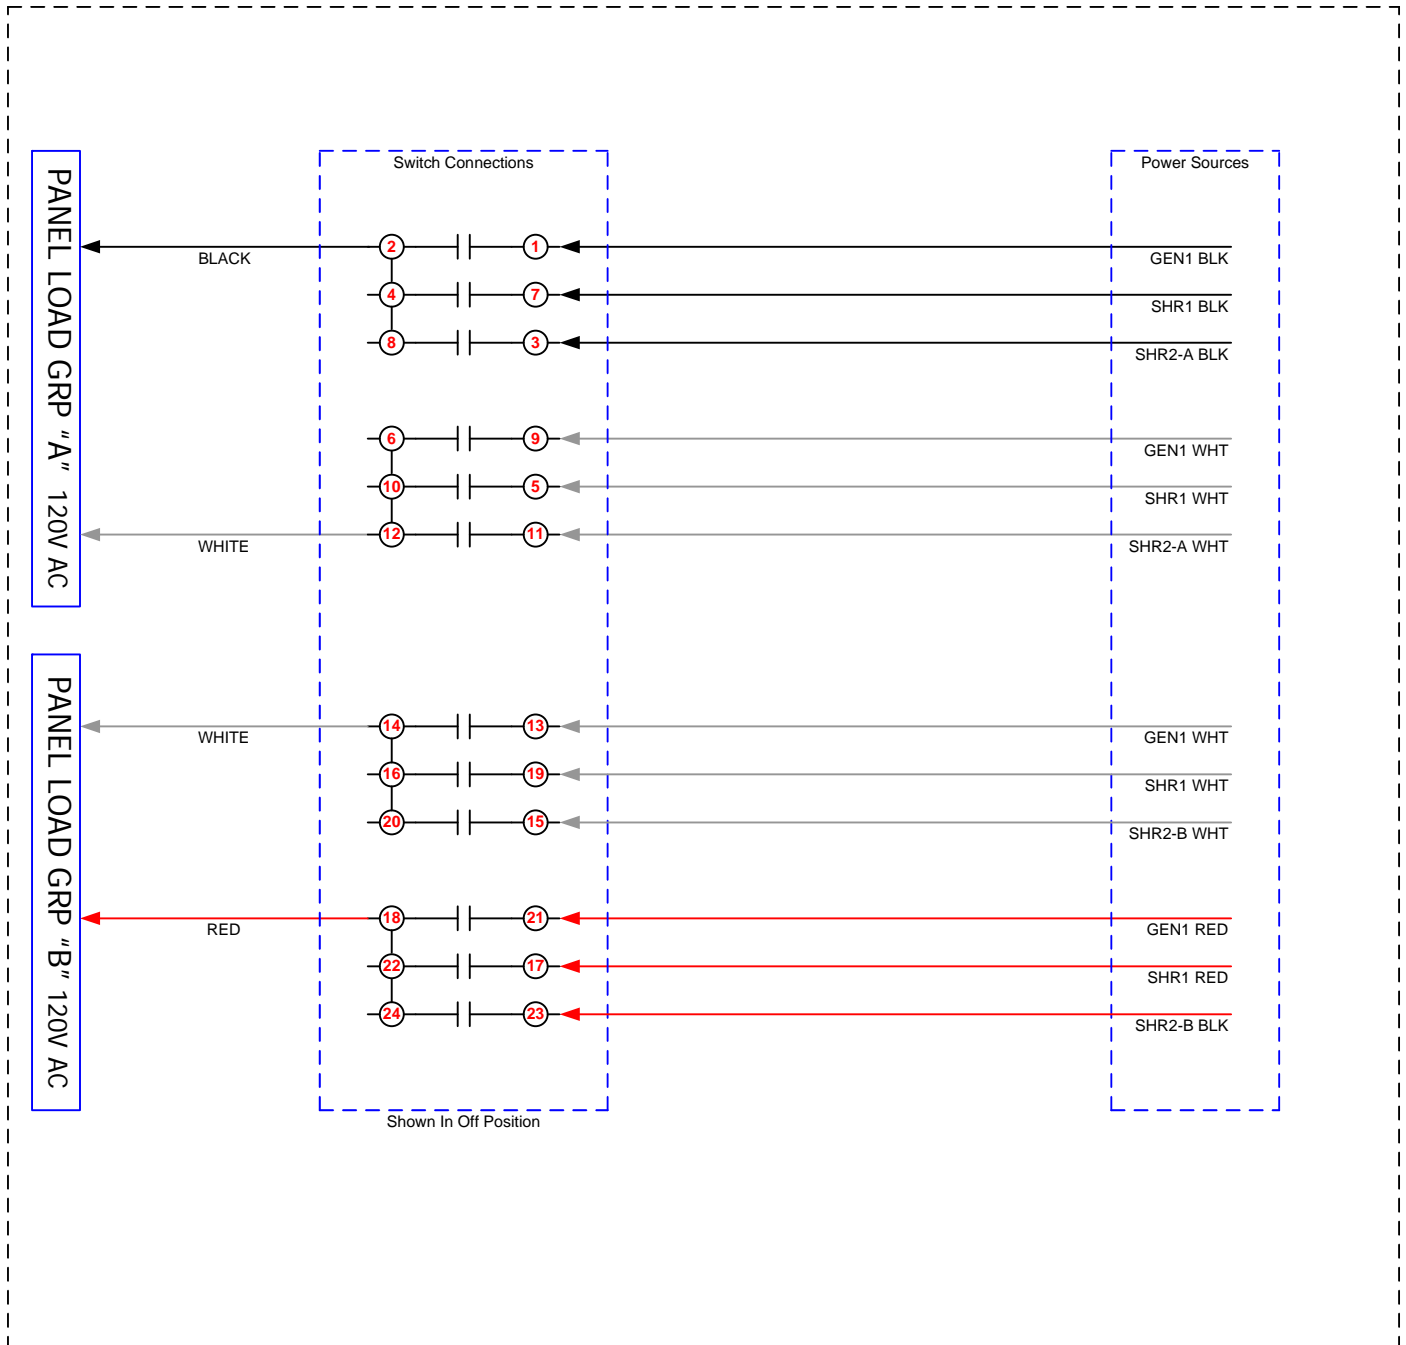 Switch Connections
Power Sources
PANEL LOAD GRP “A” 120V AC
BLACK
2
1
GEN1 BLK
4
7
SHR1 BLK
8
3
SHR2-A BLK
6
9
GEN1 WHT
10
5
SHR1 WHT
WHITE
12
11
SHR2-A WHT
PANEL LOAD GRP “B” 120V AC
WHITE
14
13
GEN1 WHT
16
19
SHR1 WHT
20
15
SHR2-B WHT
RED
18
21
GEN1 RED
22
17
SHR1 RED
24
23
SHR2-B BLK
Shown In Off Position